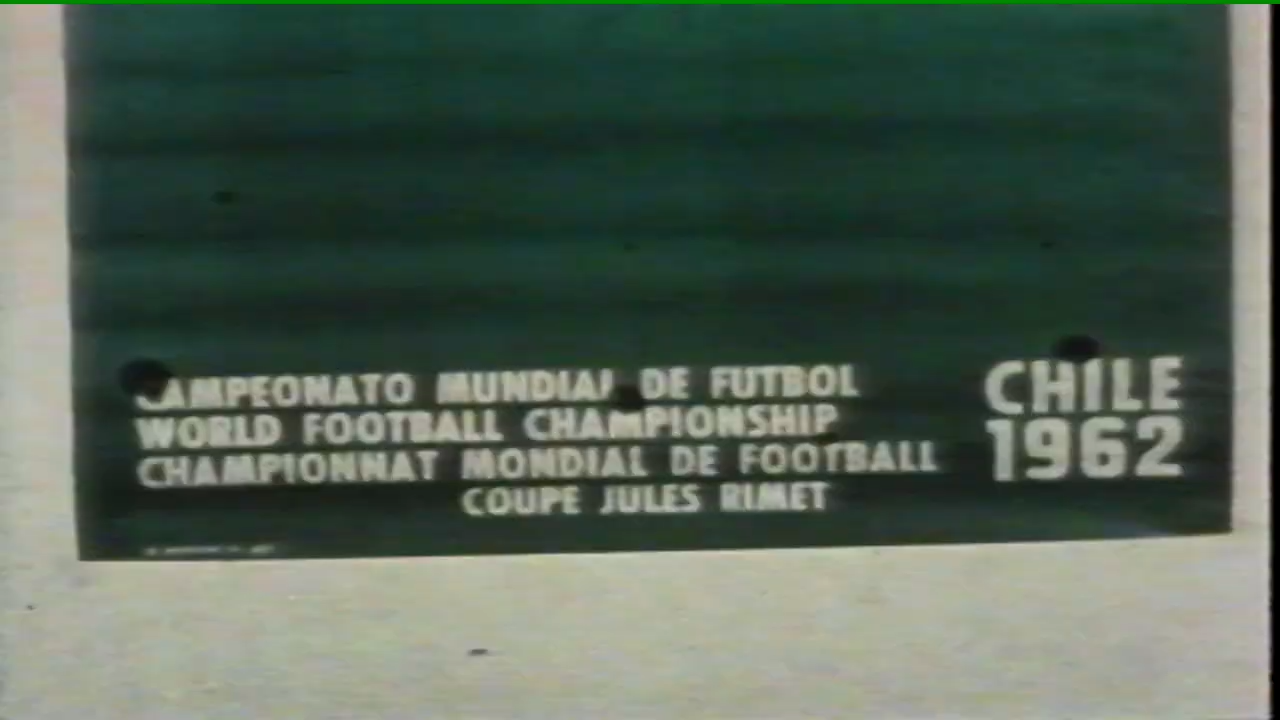 CAMPEONATO MUNDIAL DE FUTBOL
WORLD FOOTBALL CHAMPIONSHIP
CHAMPIONNAT MONDIAL DE FOOTBALL
COUPE JULES RIMET
CHILE
1962